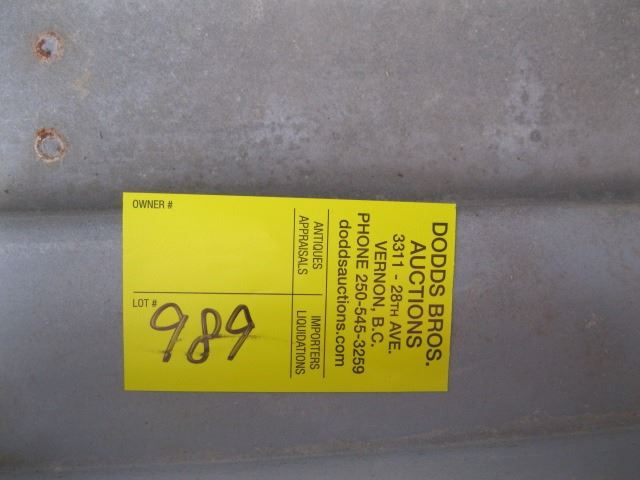 DODDS BROS.
AUCTIONS
3311 - 28TH AVE.
VERNON, B.C.
PHONE 250-545-3259
doddsauctions.com
ANTIQUES IMPORTERS
APPRAISALS LIQUIDATIONS
OWNER #
LOT #
989